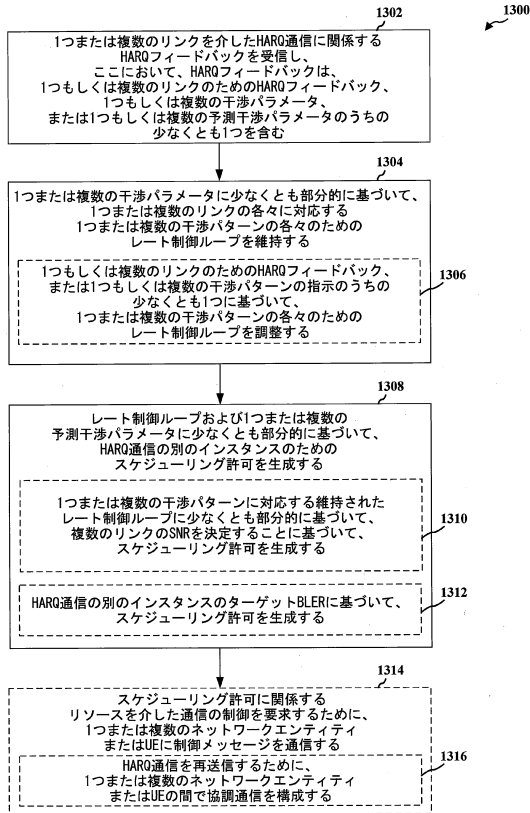 1300
1302
1つまたは複数のリンクを介したHARQ通信に関係する
HARQフィードバックを受信し、
ここにおいて、HARQフィードバックは、
1つもしくは複数のリンクのためのHARQフィードバック、
1つもしくは複数の干渉パラメータ、
または1つもしくは複数の予測干渉パラメータのうちの
少なくとも1つを含む
1304
1つまたは複数の干渉パラメータに少なくとも部分的に基づいて、
1つまたは複数のリンクの各々に対応する
1つまたは複数の干渉パターンの各々のための
レート制御ループを維持する
1306
1つもしくは複数のリンクのためのHARQフィードバック、
または1つもしくは複数の干渉パターンの指示のうちの
少なくとも1つに基づいて、
1つまたは複数の干渉パターンの各々のための
レート制御ループを調整する
1308
レート制御ループおよび1つまたは複数の
予測干渉パラメータに少なくとも部分的に基づいて、
HARQ通信の別のインスタンスのための
スケジューリング許可を生成する
1310
1つまたは複数の干渉パターンに対応する維持された
レート制御ループに少なくとも部分的に基づいて、
複数のリンクのSNRを決定することに基づいて、
スケジューリング許可を生成する
1312
HARQ通信の別のインスタンスのターゲットBLERに基づいて、
スケジューリング許可を生成する
1314
スケジューリング許可に関係する
リソースを介した通信の制御を要求するために、
1つまたは複数のネットワークエンティティ
またはUEに制御メッセージを通信する
1316
HARQ通信を再送信するために、
1つまたは複数のネットワークエンティティ
またはUEの間で協調通信を構成する